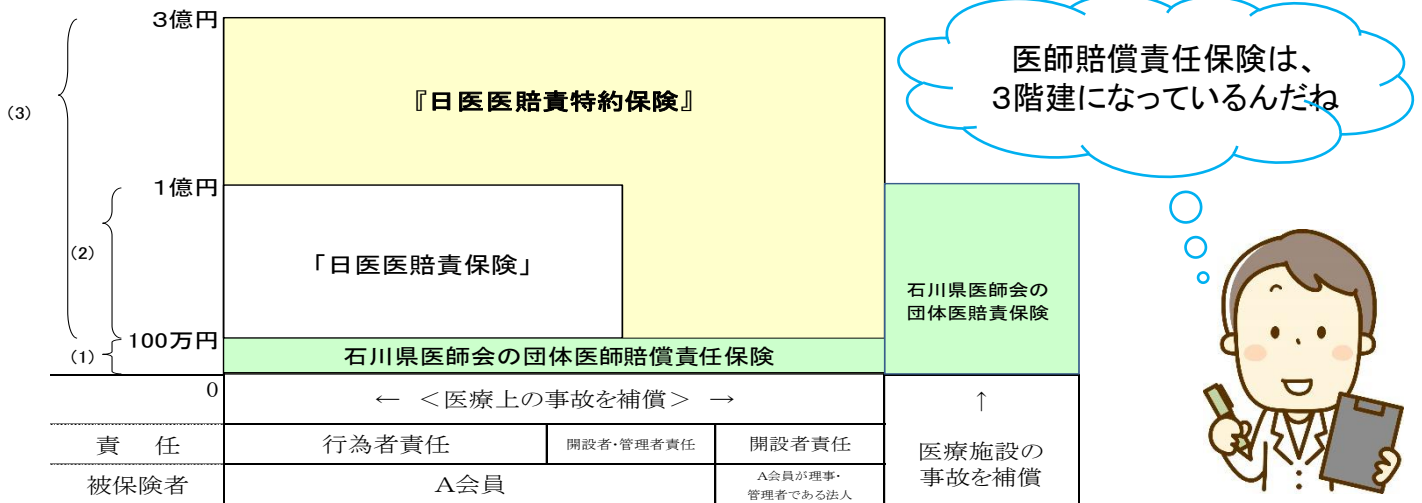 3億円
医師賠償責任保険は、
3階建になっているんだね
『日医医賠責特約保険』
(3)
1億円
(2)
「日医医賠責保険」
石川県医師会の
団体医賠責保険
100万円
(1)
石川県医師会の団体医師賠償責任保険
0
← <医療上の事故を補償> →
↑
責 任
行為者責任
開設者・管理者責任
開設者責任
医療施設の
事故を補償
被保険者
A会員
A会員が理事・
管理者である法人